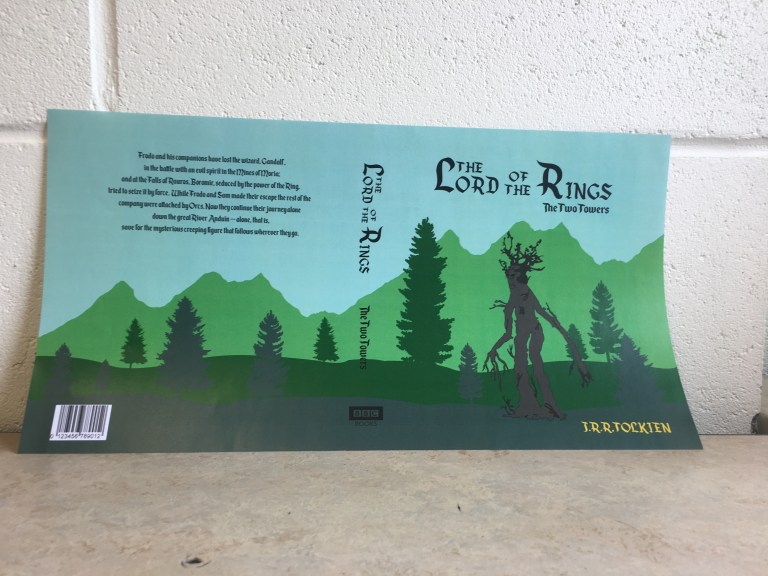 Frodo and his companions have lost the wizard, Gandalf,
in the battle with an evil spirit in the Mines of Moria;
and at the Falls of Rauros, Boromir, seduced by the power of the Ring,
tried to seize it by force. While Frodo and Sam made their escape the rest of the
company were attacked by Orcs. Now they continue their journey alone
down the great River Anduin – alone, that is,
save for the mysterious creeping figure that follows wherever they go.
0 123456 789012
THE LORD OF THE RINGS
The Two Towers
BBC
BOOKS
THE LORD OF THE RINGS
The Two Towers
J.R.R.TOLKIEN